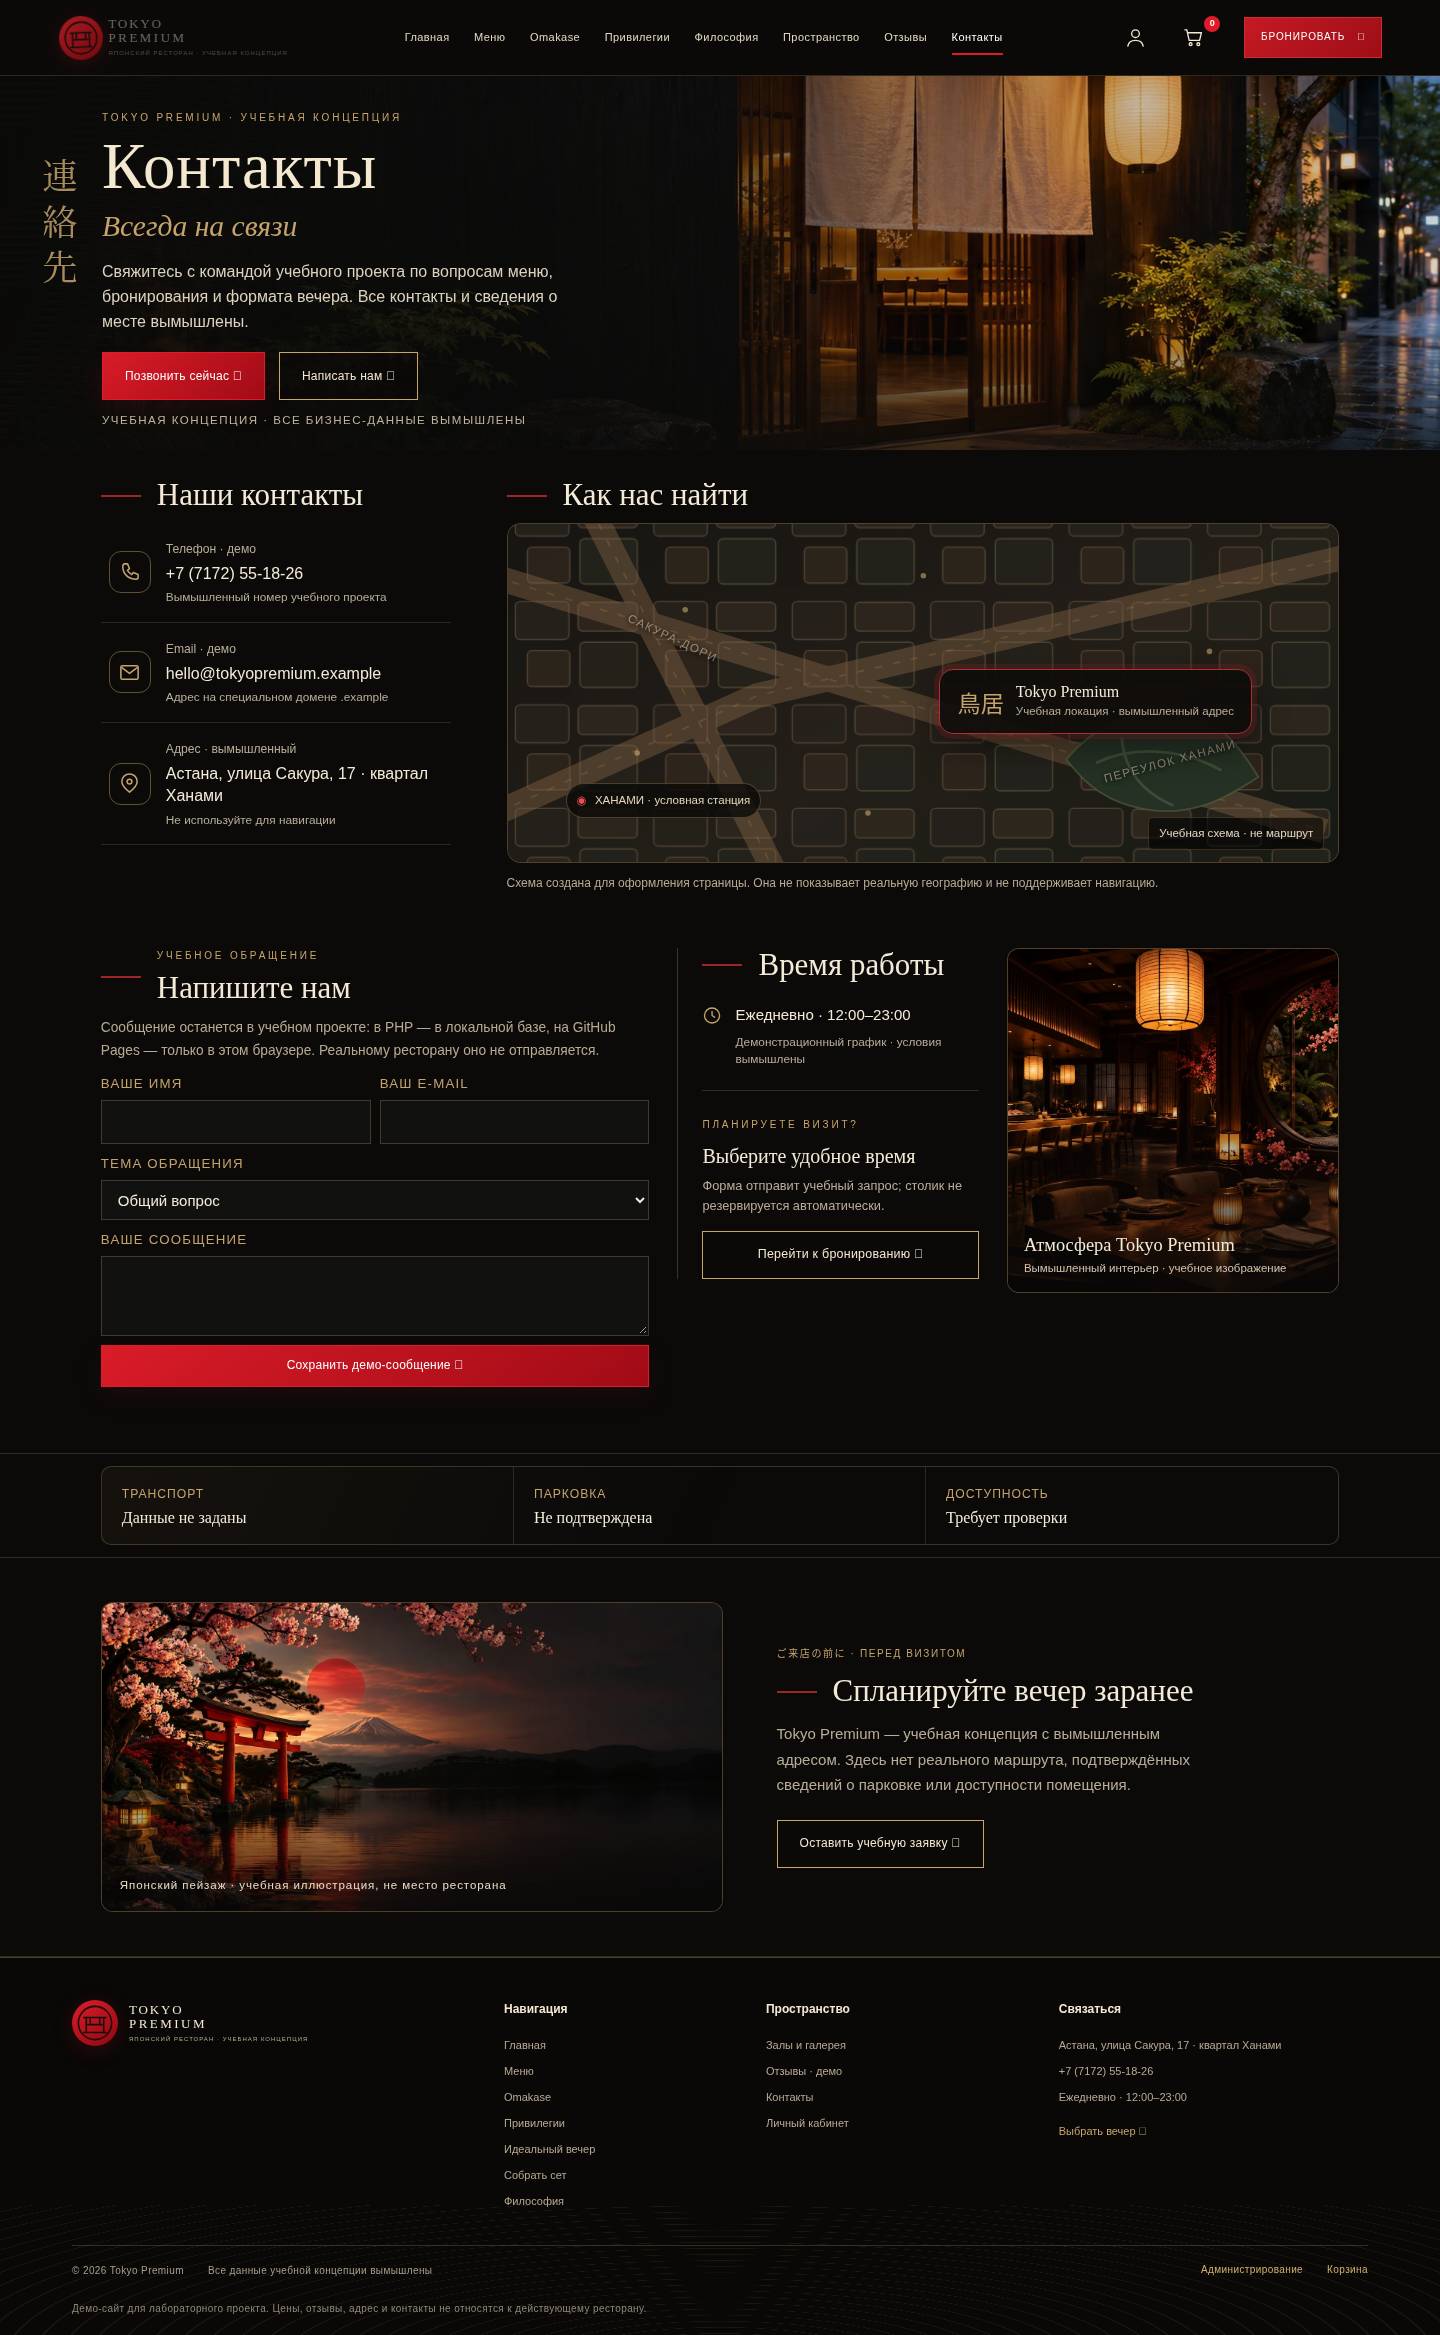 TOKYO
PREMIUM
ЯПОНСКИЙ РЕСТОРАН · УЧЕБНАЯ КОНЦЕПЦИЯ
Главная
Меню
Omakase
Привилегии
Философия
Пространство
Отзывы
Контакты
0
БРОНИРОВАТЬ
TOKYO PREMIUM · УЧЕБНАЯ КОНЦЕПЦИЯ
連絡先
Контакты
Всегда на связи
Свяжитесь с командой учебного проекта по вопросам меню,
бронирования и формата вечера. Все контакты и сведения о
месте вымышлены.
Позвонить сейчас
Написать нам
УЧЕБНАЯ КОНЦЕПЦИЯ · ВСЕ БИЗНЕС-ДАННЫЕ ВЫМЫШЛЕНЫ
Наши контакты
Телефон · демо
+7 (7172) 55-18-26
Вымышленный номер учебного проекта
Email · демо
hello@tokyopremium.example
Адрес на специальном домене .example
Адрес · вымышленный
Астана, улица Сакура, 17 · квартал
Ханами
Не используйте для навигации
Как нас найти
САКУРА-ДОРИ
鳥居
Tokyo Premium
Учебная локация · вымышленный адрес
ПЕРЕУЛОК ХАНАМИ
ХАНАМИ · условная станция
Учебная схема · не маршрут
Схема создана для оформления страницы. Она не показывает реальную географию и не поддерживает навигацию.
УЧЕБНОЕ ОБРАЩЕНИЕ
Напишите нам
Сообщение останется в учебном проекте: в PHP — в локальной базе, на GitHub
Pages — только в этом браузере. Реальному ресторану оно не отправляется.
ВАШЕ ИМЯ
ВАШ E-MAIL
ТЕМА ОБРАЩЕНИЯ
Общий вопрос
ВАШЕ СООБЩЕНИЕ
Сохранить демо-сообщение
Время работы
Ежедневно · 12:00–23:00
Демонстрационный график · условия
вымышлены
ПЛАНИРУЕТЕ ВИЗИТ?
Выберите удобное время
Форма отправит учебный запрос; столик не
резервируется автоматически.
Перейти к бронированию
Атмосфера Tokyo Premium
Вымышленный интерьер · учебное изображение
ТРАНСПОРТ
Данные не заданы
ПАРКОВКА
Не подтверждена
ДОСТУПНОСТЬ
Требует проверки
Японский пейзаж · учебная иллюстрация, не место ресторана
ご来店の前に · ПЕРЕД ВИЗИТОМ
Спланируйте вечер заранее
Tokyo Premium — учебная концепция с вымышленным
адресом. Здесь нет реального маршрута, подтверждённых
сведений о парковке или доступности помещения.
Оставить учебную заявку
TOKYO
PREMIUM
ЯПОНСКИЙ РЕСТОРАН · УЧЕБНАЯ КОНЦЕПЦИЯ
Навигация
Главная
Меню
Omakase
Привилегии
Идеальный вечер
Собрать сет
Философия
Пространство
Залы и галерея
Отзывы · демо
Контакты
Личный кабинет
Связаться
Астана, улица Сакура, 17 · квартал Ханами
+7 (7172) 55-18-26
Ежедневно · 12:00–23:00
Выбрать вечер
© 2026 Tokyo Premium
Все данные учебной концепции вымышлены
Администрирование
Корзина
Демо-сайт для лабораторного проекта. Цены, отзывы, адрес и контакты не относятся к действующему ресторану.